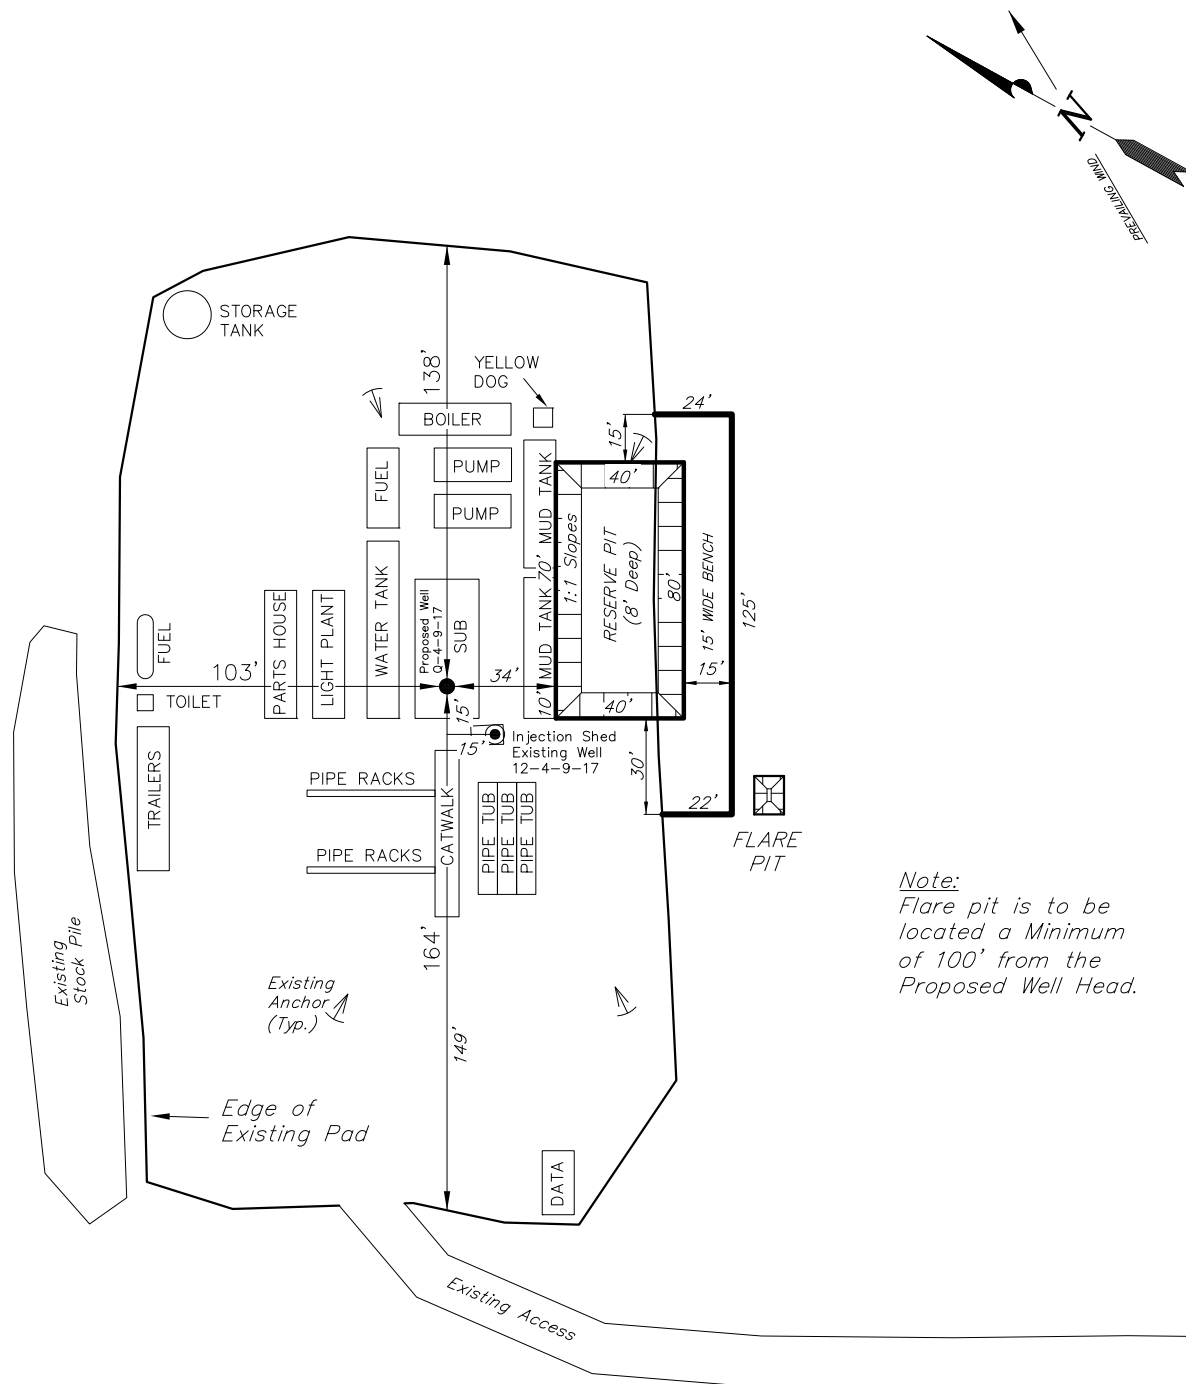 N
PREVAILING WIND
STORAGE
TANK
138'
YELLOW
DOG
24'
BOILER
15'
PUMP
FUEL
PUMP
MUD TANK
40'
1:1 Slopes
RESERVE PIT
(8' Deep)
80'
15' WIDE BENCH
125'
70'
MUD TANK
10'
WATER TANK
PARTS HOUSE
LIGHT PLANT
Proposed Well
Q-4-9-17
SUB
FUEL
103'
34'
15'
TOILET
40'
15'
15'
Injection Shed
Existing Well
12-4-9-17
30'
TRAILERS
PIPE RACKS
CATWALK
PIPE TUB
PIPE TUB
PIPE TUB
22'
FLARE
PIT
PIPE RACKS
Note:
Flare pit is to be
located a Minimum
of 100' from the
Proposed Well Head.
Existing
Stock Pile
164'
Existing
Anchor
(Typ.)
149'
Edge of
Existing Pad
DATA
Existing Access